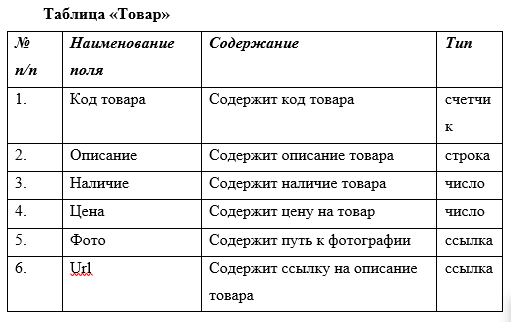 Таблица «Товар»
№ Наименование Содержание Тип
п/п поля
1. Код товара Содержит код товара счетчи
к
2. Описание Содержит описание товара строка
3. Наличие Содержит наличие товара число
4. Цена Содержит цену на товар число
5. Фото Содержит путь к фотографии ссылка
6. Url Содержит ссылку на описание ссылка
товара